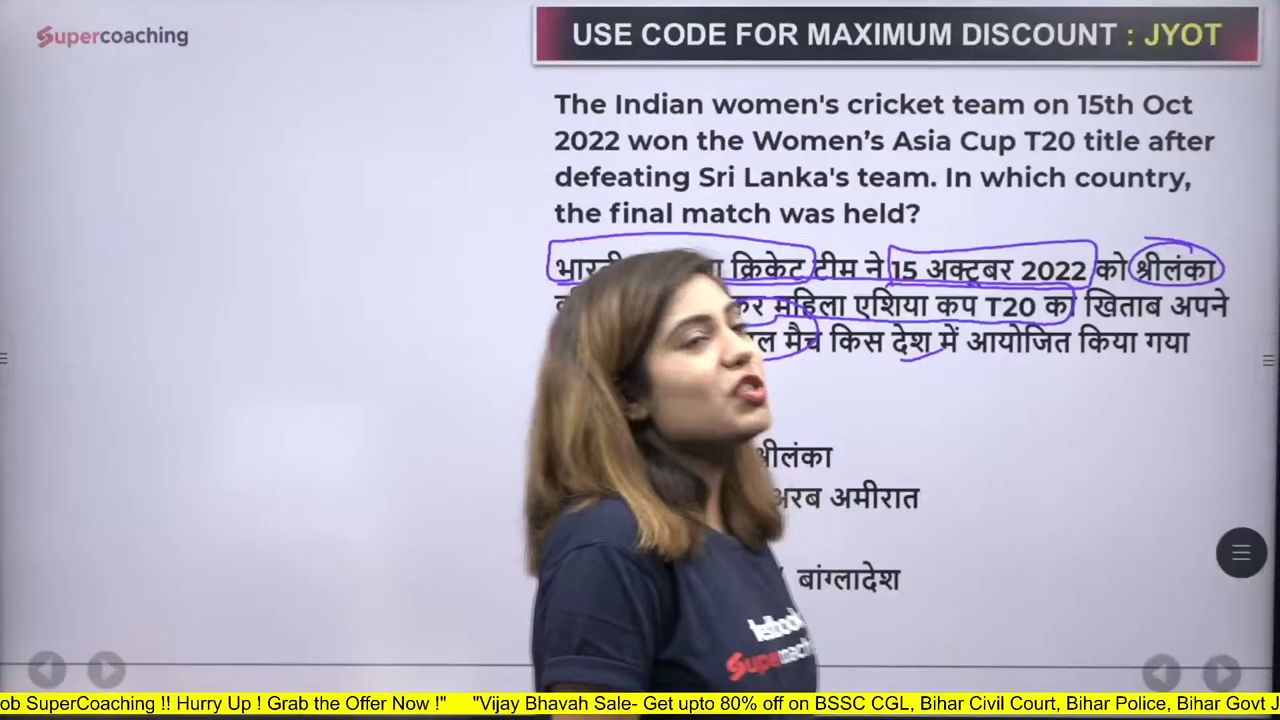 Supercoaching
USE CODE FOR MAXIMUM DISCOUNT : JYOT
The Indian women's cricket team on 15th Oct
2022 won the Women’s Asia Cup T20 title after
defeating Sri Lanka's team. In which country,
the final match was held?
क्रिकेट टीम ने 15 अक्टूबर 2022 को श्रीलंका
महिला एशिया कप T20 का खिताब अपने
मैच किस देश में आयोजित किया गया
श्रीलंका
अरब अमीरात
बांग्लादेश
testbook
Supercoaching
ob SuperCoaching !! Hurry Up ! Grab the Offer Now !" "Vijay Bhavah Sale- Get upto 80% off on BSSC CGL, Bihar Civil Court, Bihar Police, Bihar Govt J